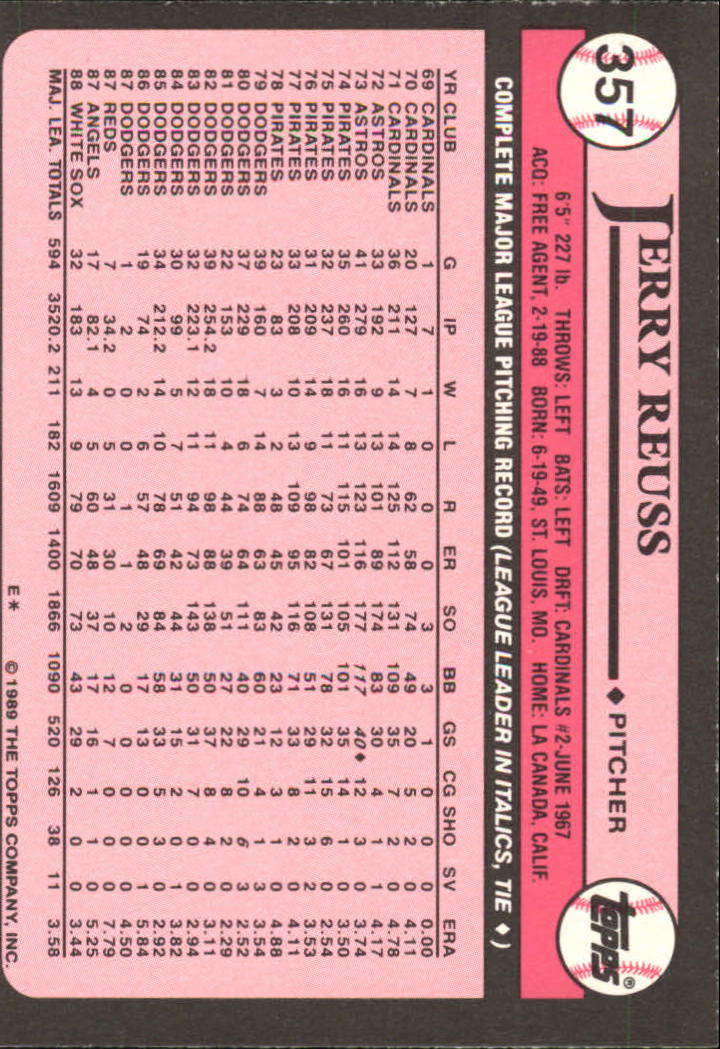 357
JERRY REUSS ♦ PITCHER
topps®
6'5" 227 lb. THROWS: LEFT BATS: LEFT DRFT: CARDINALS #2-JUNE 1967
ACQ: FREE AGENT, 2-19-88 BORN: 6-19-49, ST. LOUIS, MO. HOME: LA CANADA, CALIF.
COMPLETE MAJOR LEAGUE PITCHING RECORD (LEAGUE LEADER IN ITALICS, TIE ♦)
YR CLUB G IP W L R ER SO BB GS CG SHO SV ERA
69 CARDINALS 1 7 1 0 0 0 3 3 1 0 0 0 0.00
70 CARDINALS 20 127 7 8 62 58 74 49 20 5 2 0 4.11
71 CARDINALS 36 211 14 14 125 112 131 109 35 7 2 0 4.78
72 ASTROS 33 192 9 13 101 89 174 83 30 4 1 1 4.17
73 ASTROS 41 279 16 13 123 116 177 117 40♦ 12 3 0 3.74
74 PIRATES 35 260 16 11 115 101 105 101 35 14 1 0 3.50
75 PIRATES 32 237 18 11 73 67 131 78 32 15 6 0 2.54
76 PIRATES 31 209 14 9 98 82 108 51 29 11 3 2 3.53
77 PIRATES 33 208 10 13 109 95 116 71 33 8 2 0 4.11
78 PIRATES 23 83 3 2 48 45 42 23 12 3 1 0 4.88
79 DODGERS 39 160 7 14 88 63 83 60 21 4 1 3 3.54
80 DODGERS 37 229 18 6 74 64 111 40 29 10 6 3 2.52
81 DODGERS 22 153 10 4 44 39 51 27 22 8 2 0 2.29
82 DODGERS 39 254.2 18 11 98 88 138 50 37 8 4 0 3.11
83 DODGERS 32 223.1 12 11 94 73 143 50 31 7 0 0 2.94
84 DODGERS 30 99 5 7 51 42 44 31 15 2 0 1 3.82
85 DODGERS 34 212.2 14 10 78 69 84 58 33 5 3 0 2.92
86 DODGERS 19 74 2 6 57 48 29 17 13 0 0 1 5.84
87 DODGERS 1 2 0 0 1 1 2 0 0 0 0 0 4.50
87 REDS 7 34.2 0 5 31 30 10 12 7 0 0 0 7.79
87 ANGELS 17 82.1 4 5 60 48 37 17 16 1 1 0 5.25
88 WHITE SOX 32 183 13 9 79 70 73 43 29 2 0 0 3.44
MAJ. LEA. TOTALS 594 3520.2 211 182 1609 1400 1866 1090 520 126 38 11 3.58
E* © 1989 THE TOPPS COMPANY, INC.